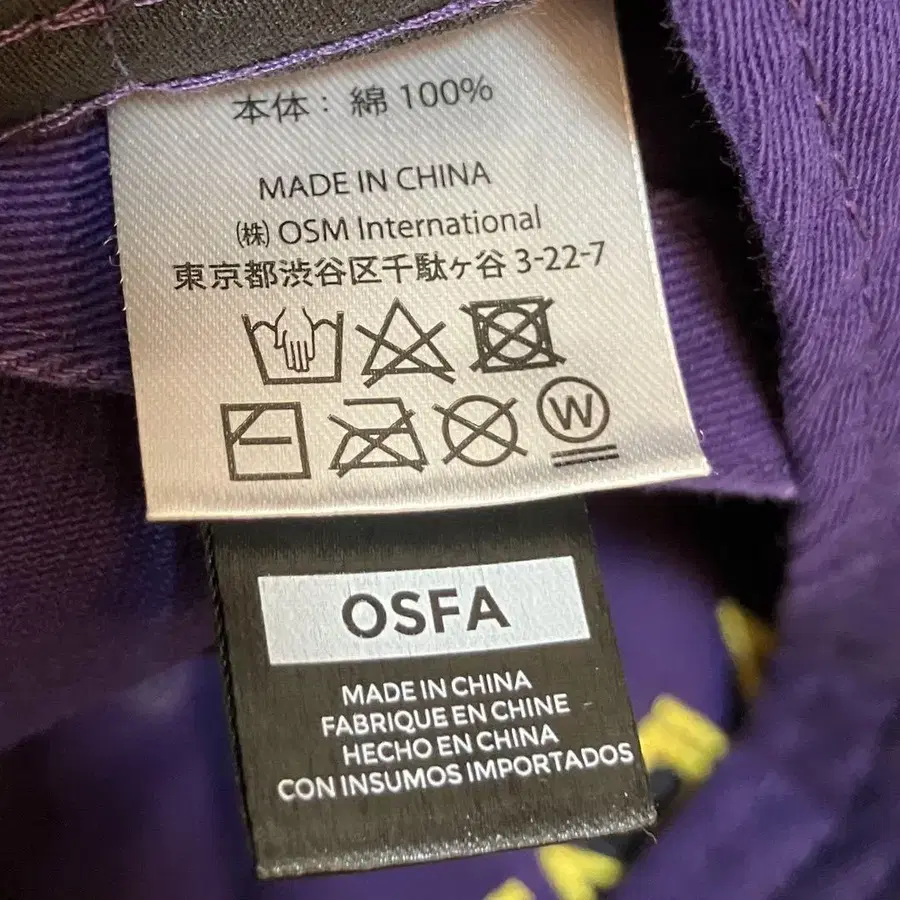 本体：綿 100%
MADE IN CHINA
㈱ OSM International
東京都渋谷区千駄ヶ谷 3-22-7
W
OSFA
MADE IN CHINA
FABRIQUE EN CHINE
HECHO EN CHINA
CON INSUMOS IMPORTADOS